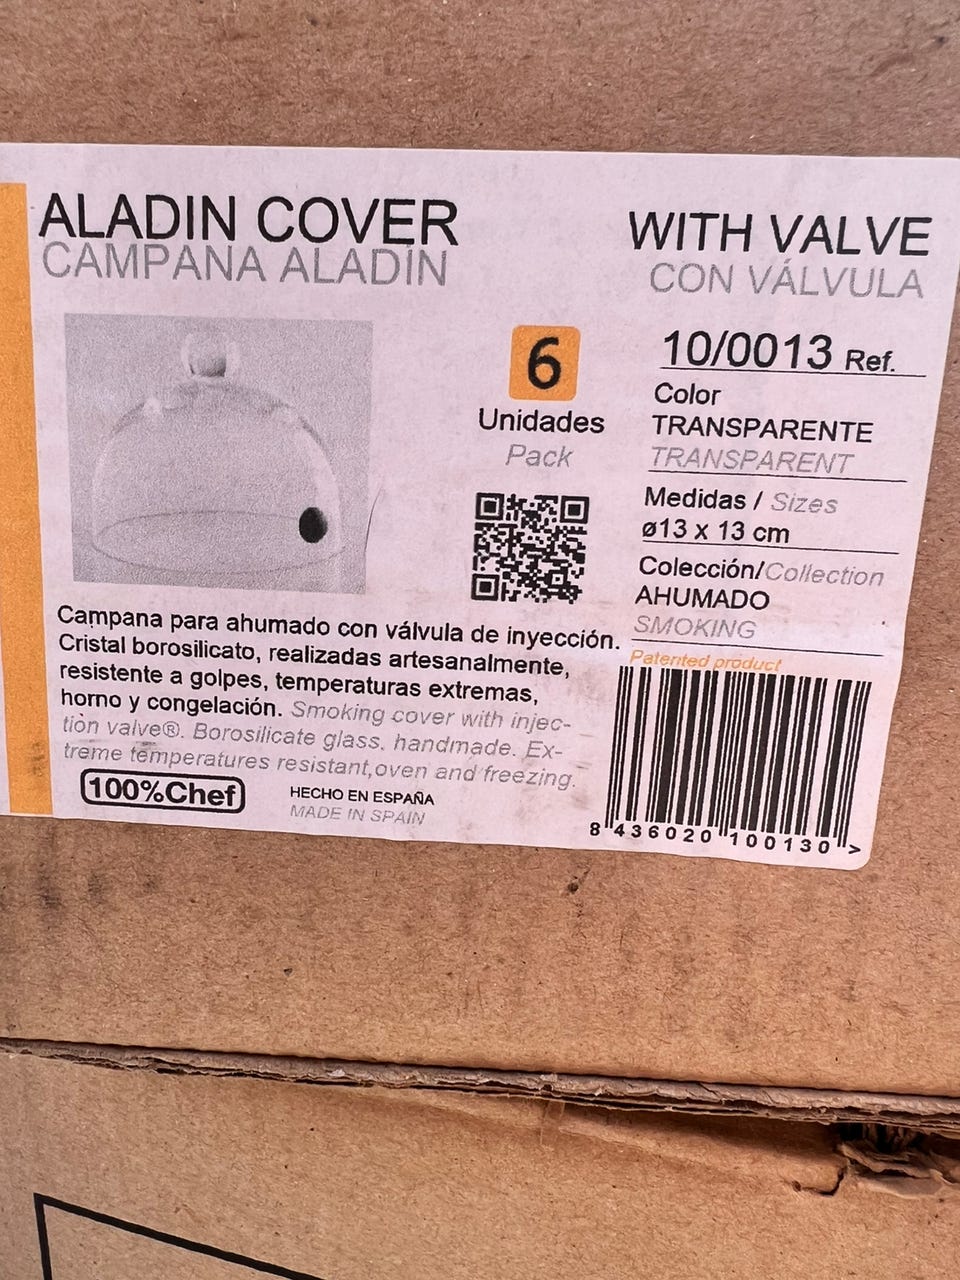 ALADIN COVER
CAMPANA ALADÍN
WITH VALVE
CON VÁLVULA
6
Unidades
Pack
10/0013 Ref.
Color
TRANSPARENTE
TRANSPARENT
Medidas / Sizes
ø13 x 13 cm
Colección/Collection
AHUMADO
SMOKING
Campana para ahumado con válvula de inyección.
Cristal borosilicato, realizadas artesanalmente,
resistente a golpes, temperaturas extremas,
horno y congelación. Smoking cover with injec-
tion valve®. Borosilicate glass, handmade. Ex-
treme temperatures resistant,oven and freezing.
100%Chef
HECHO EN ESPAÑA
MADE IN SPAIN
Patented product
8 436020 100130 >